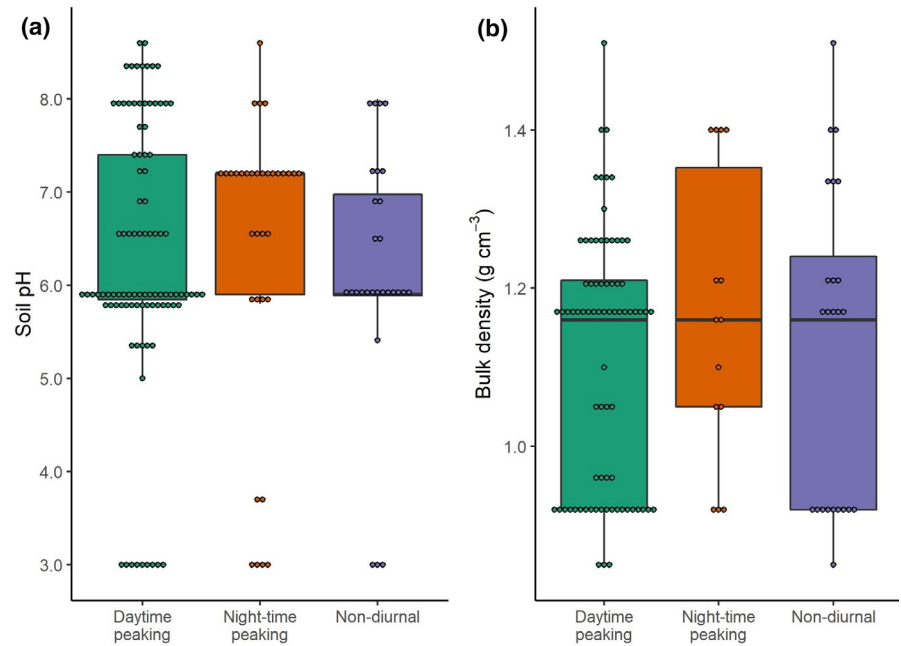 (a)
Soil pH
8.0
7.0
6.0
5.0
4.0
3.0
Daytime
peaking
Night-time
peaking
Non-diurnal
(b)
Bulk density (g cm⁻³)
1.4
1.2
1.0
Daytime
peaking
Night-time
peaking
Non-diurnal